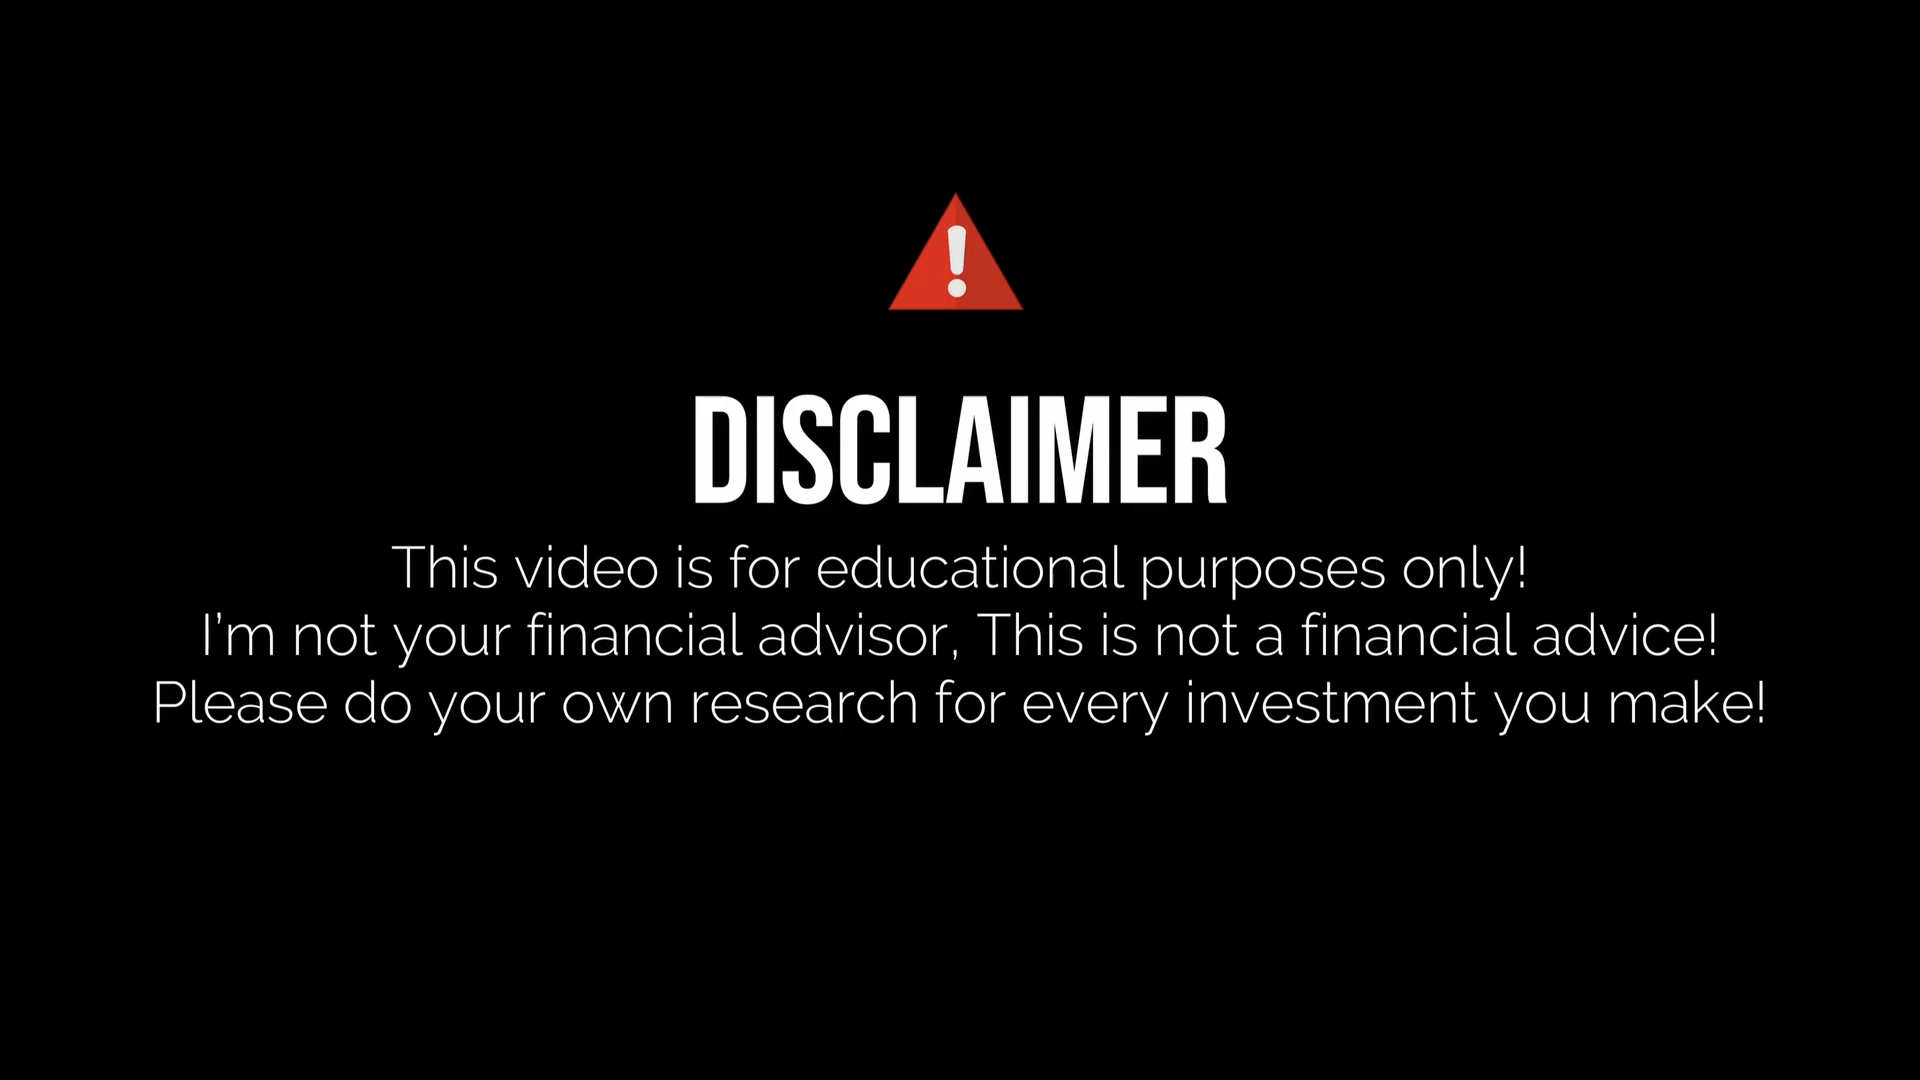 DISCLAIMER
This video is for educational purposes only!
I'm not your financial advisor, This is not a financial advice!
Please do your own research for every investment you make!